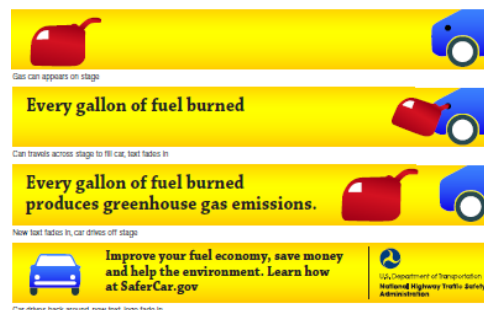 Gas can appears on stage
Every gallon of fuel burned
Can travels across stage to fill car, text fades in
Every gallon of fuel burned
produces greenhouse gas emissions.
New text fades in, car drives off stage
Improve your fuel economy, save money
and help the environment. Learn how
at SaferCar.gov
U.S. Department of Transportation
National Highway Traffic Safety
Administration
Car drives back around, new text, logo fade in